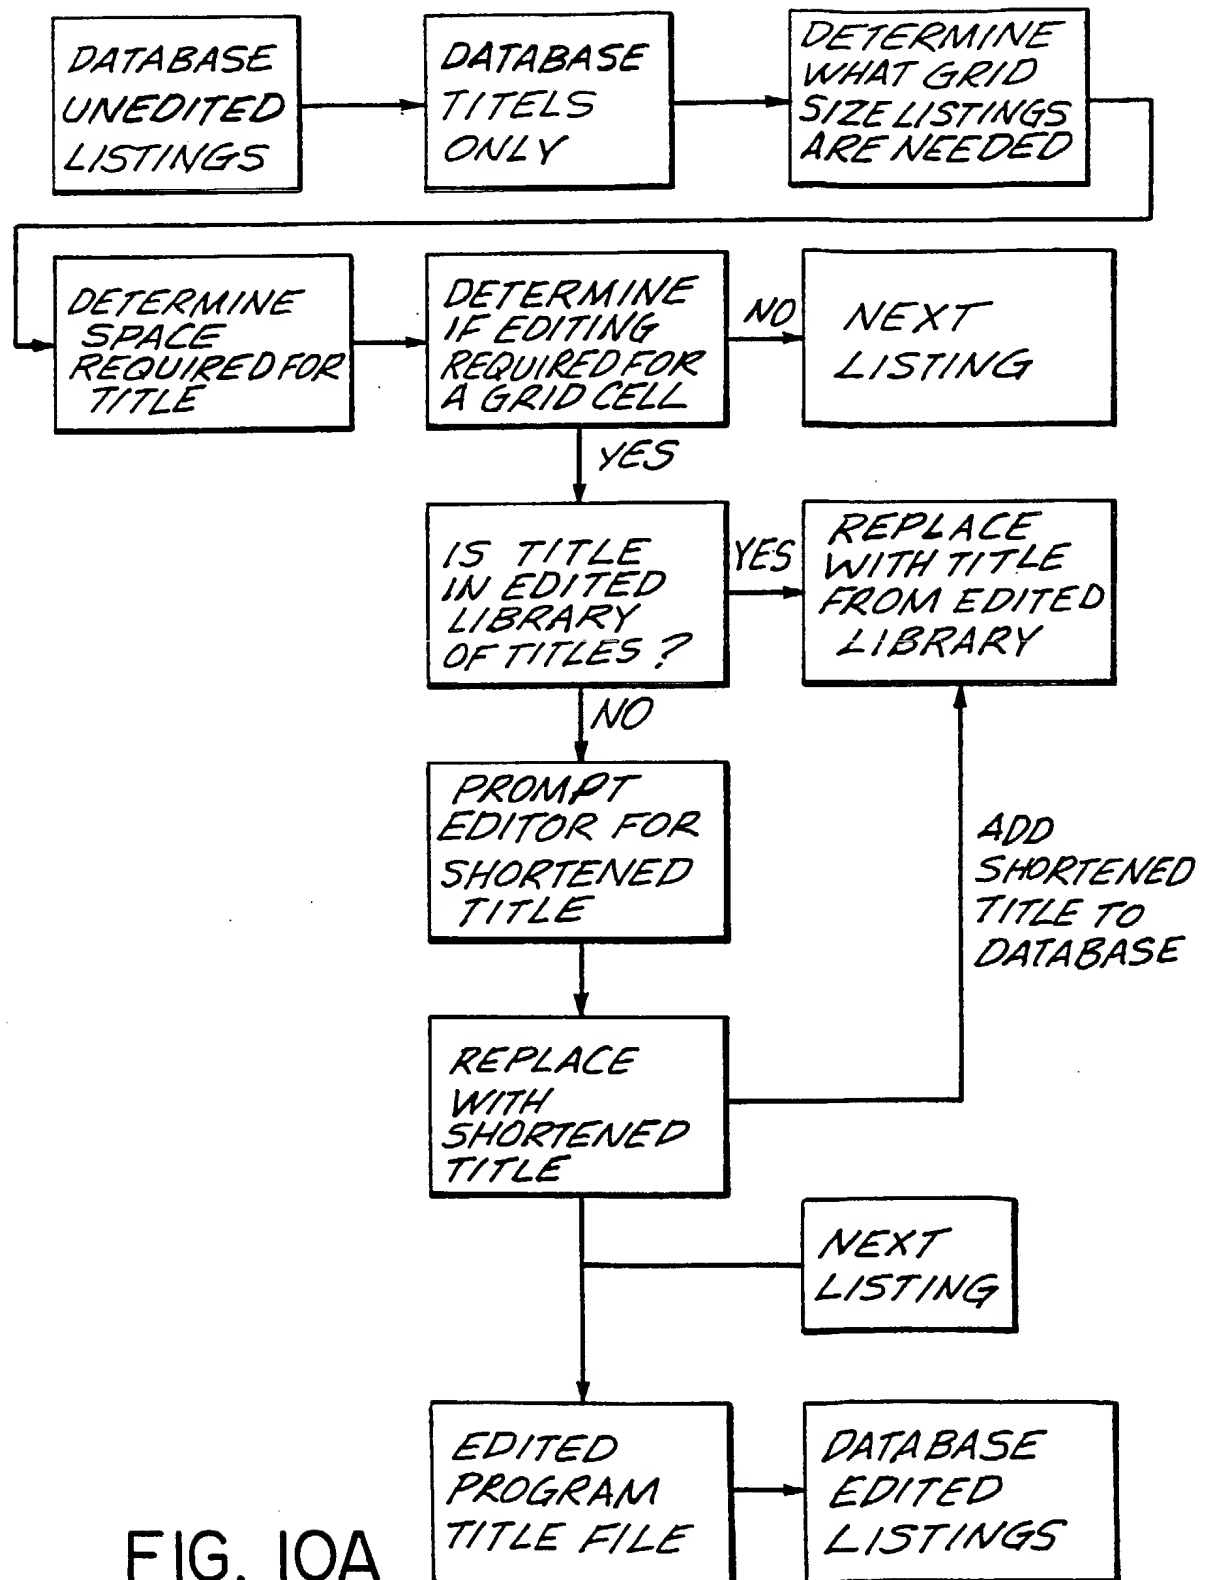 DATABASE
UNEDITED
LISTINGS
DATABASE
TITELS
ONLY
DETERMINE
WHAT GRID
SIZE LISTINGS
ARE NEEDED
DETERMINE
SPACE
REQUIRED FOR
TITLE
DETERMINE
IF EDITING
REQUIRED FOR
A GRID CELL
NO
NEXT
LISTING
YES
IS TITLE
IN EDITED
LIBRARY
OF TITLES ?
YES
REPLACE
WITH TITLE
FROM EDITED
LIBRARY
NO
PROMPT
EDITOR FOR
SHORTENED
TITLE
ADD
SHORTENED
TITLE TO
DATABASE
REPLACE
WITH
SHORTENED
TITLE
NEXT
LISTING
EDITED
PROGRAM
TITLE FILE
DATABASE
EDITED
LISTINGS
FIG. 10A